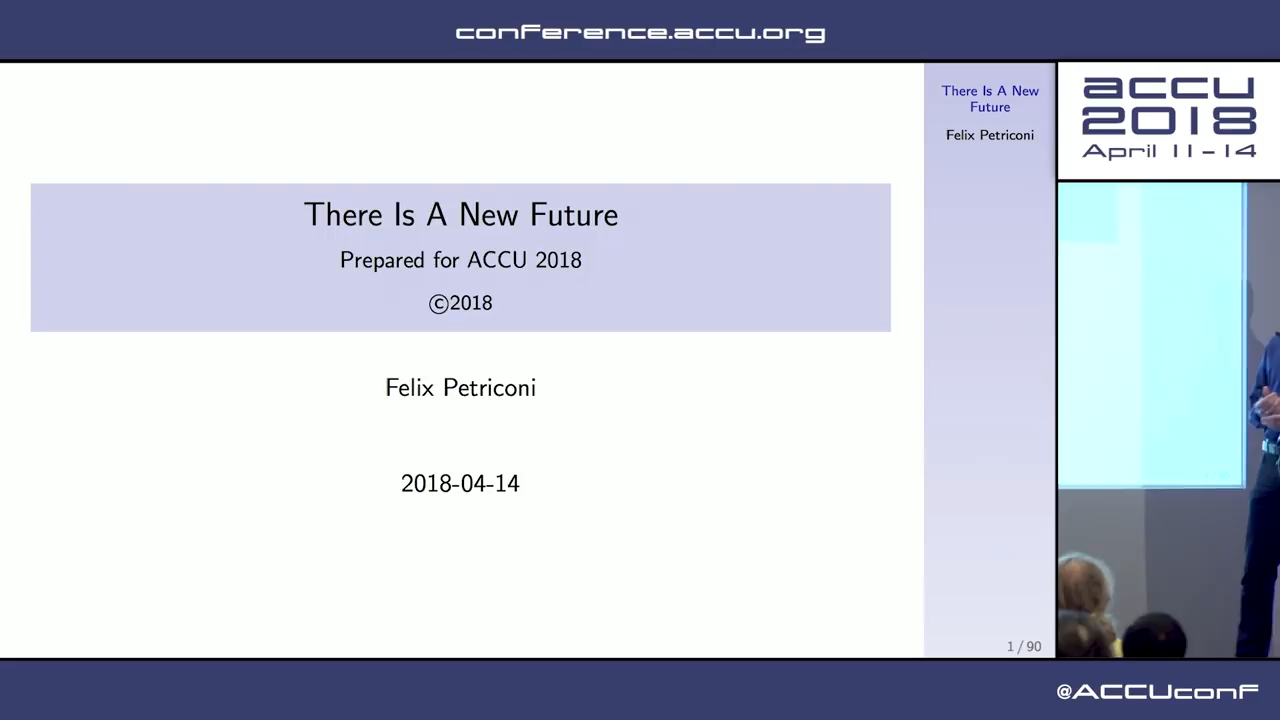 conference.accu.org
There Is A New Future
Prepared for ACCU 2018
©2018
Felix Petriconi
2018-04-14
There Is A New
Future
Felix Petriconi
1 / 90
accu
2018
April 11-14
@ACCUconf